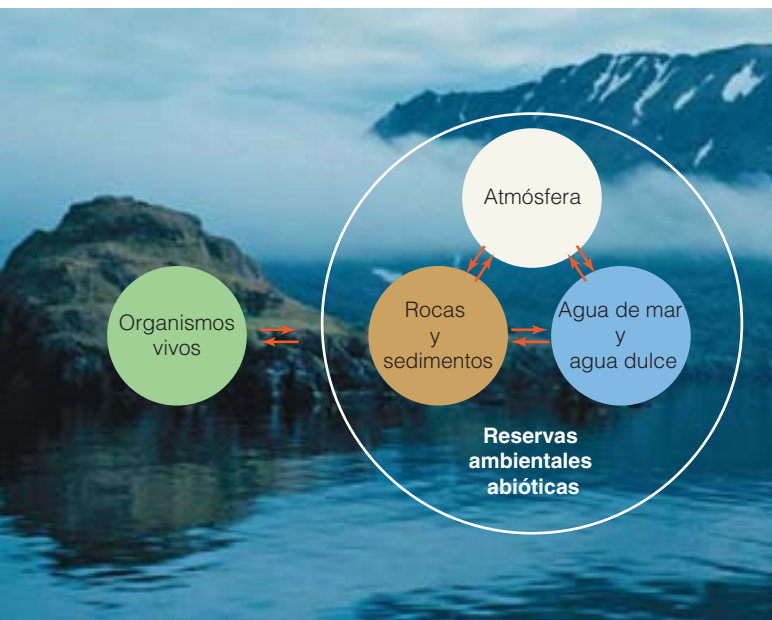 Atmósfera
Organismos
vivos
Rocas
y
sedimentos
Agua de mar
y
agua dulce
Reservas
ambientales
abióticas